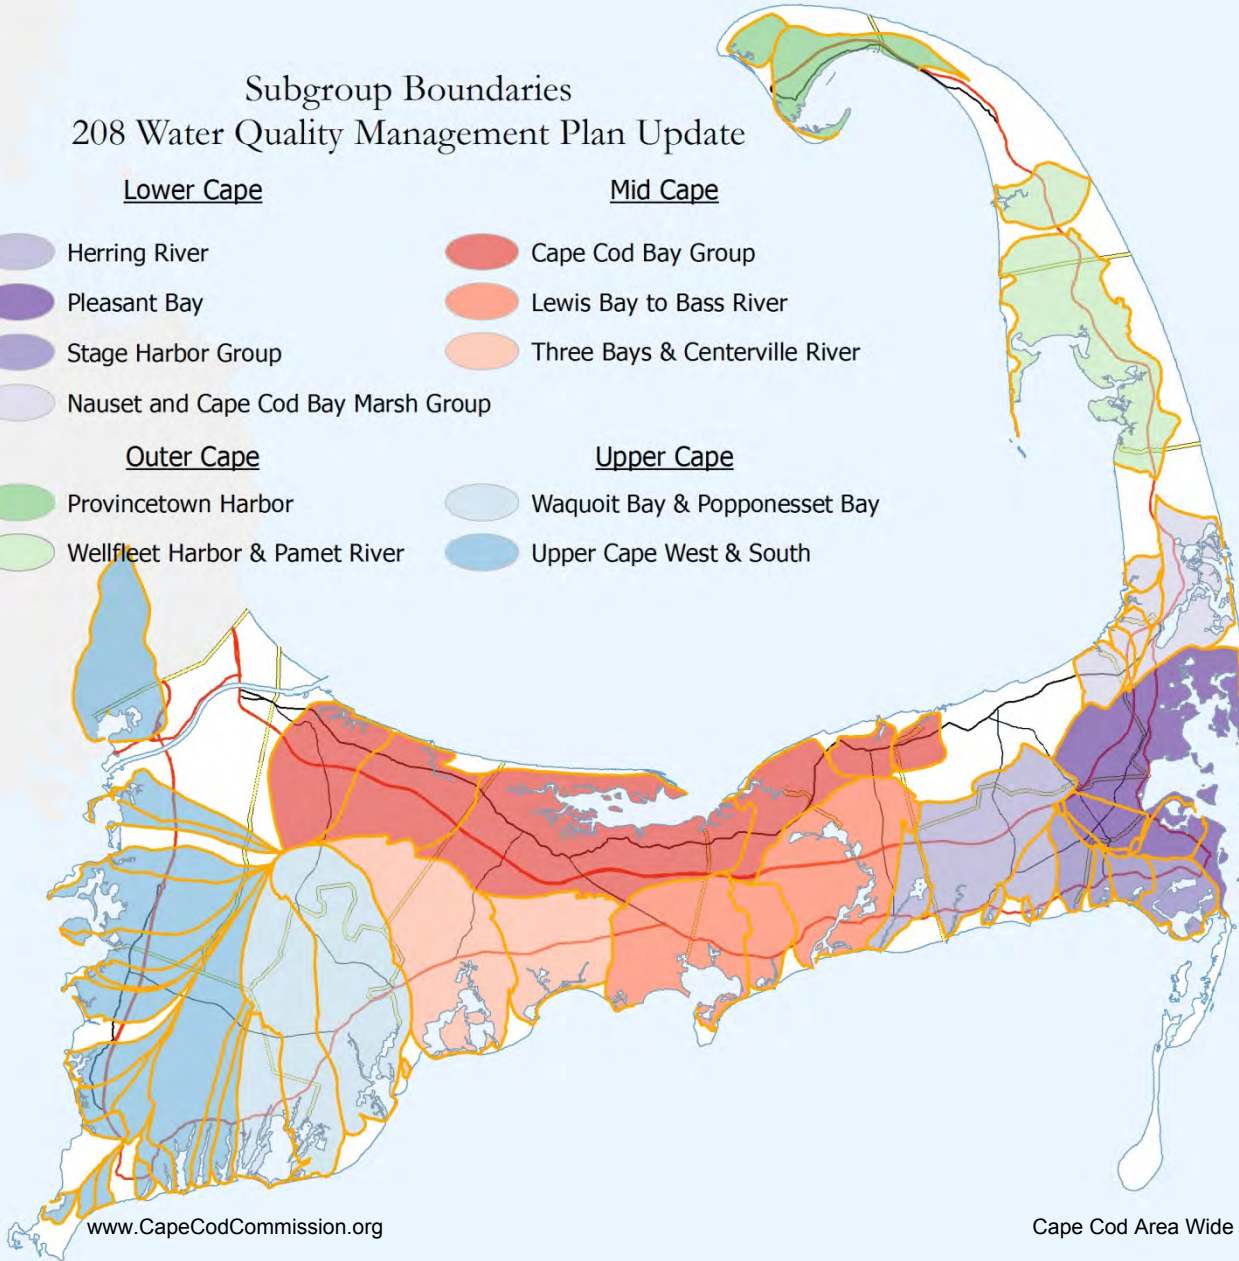 Subgroup Boundaries
208 Water Quality Management Plan Update
Lower Cape
Herring River
Pleasant Bay
Stage Harbor Group
Nauset and Cape Cod Bay Marsh Group
Mid Cape
Cape Cod Bay Group
Lewis Bay to Bass River
Three Bays & Centerville River
Outer Cape
Provincetown Harbor
Wellfleet Harbor & Pamet River
Upper Cape
Waquoit Bay & Popponesset Bay
Upper Cape West & South
www.CapeCodCommission.org
Cape Cod Area Wide